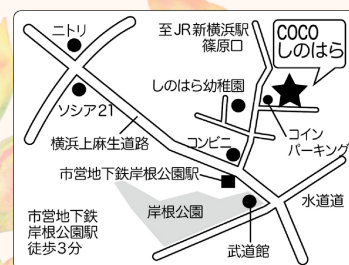 ニトリ
至JR新横浜駅
篠原口
COCO
しのはら
しのはら幼稚園
ソシア21
横浜上麻生道路
コンビニ
コイン
パーキング
市営地下鉄岸根公園駅
岸根公園
水道道
武道館
市営地下鉄
岸根公園駅
徒歩3分